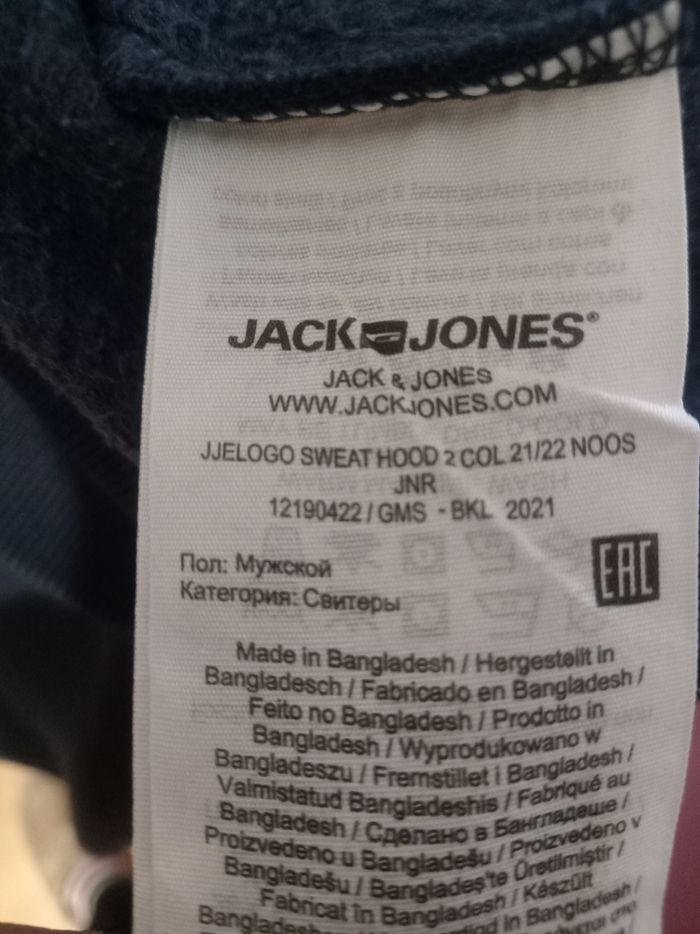 JACK JONES®
JACK & JONES
WWW.JACKJONES.COM
JJELOGO SWEAT HOOD 2 COL 21/22 NOOS
JNR
12190422 / GMS - BKL 2021
Пол: Мужской
Категория: Свитеры
EAC
Made in Bangladesh / Hergestellt in
Bangladesch / Fabricado en Bangladesh /
Feito no Bangladesh / Prodotto in
Bangladesh / Wyprodukowano w
Bangladeszu / Fremstillet i Bangladesh /
Valmistatud Bangladeshis / Fabriqué au
Bangladesh / Сделано в Бангладеше /
Proizvedeno u Bangladešu / Proizvedeno v
Bangladešu / Bangladeş'te Üretilmiştir /
Fabricat în Bangladesh / Készült
in Bangladesh /